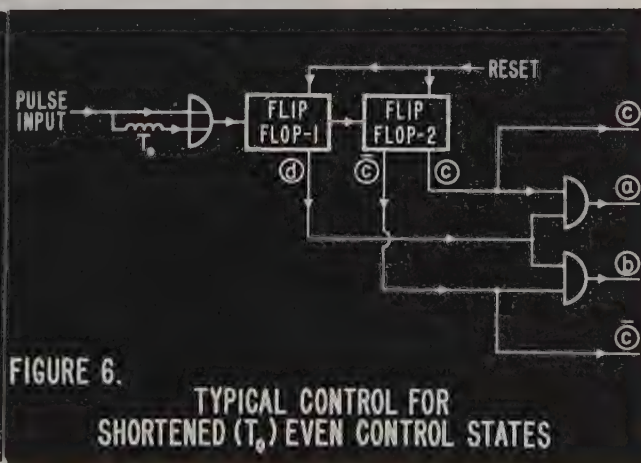 RESET
PULSE
INPUT
T₀
FLIP
FLOP-1
FLIP
FLOP-2
ⓒ
ⓓ
c̄
ⓒ
ⓐ
ⓑ
c̄
FIGURE 6.
TYPICAL CONTROL FOR
SHORTENED (T₀) EVEN CONTROL STATES